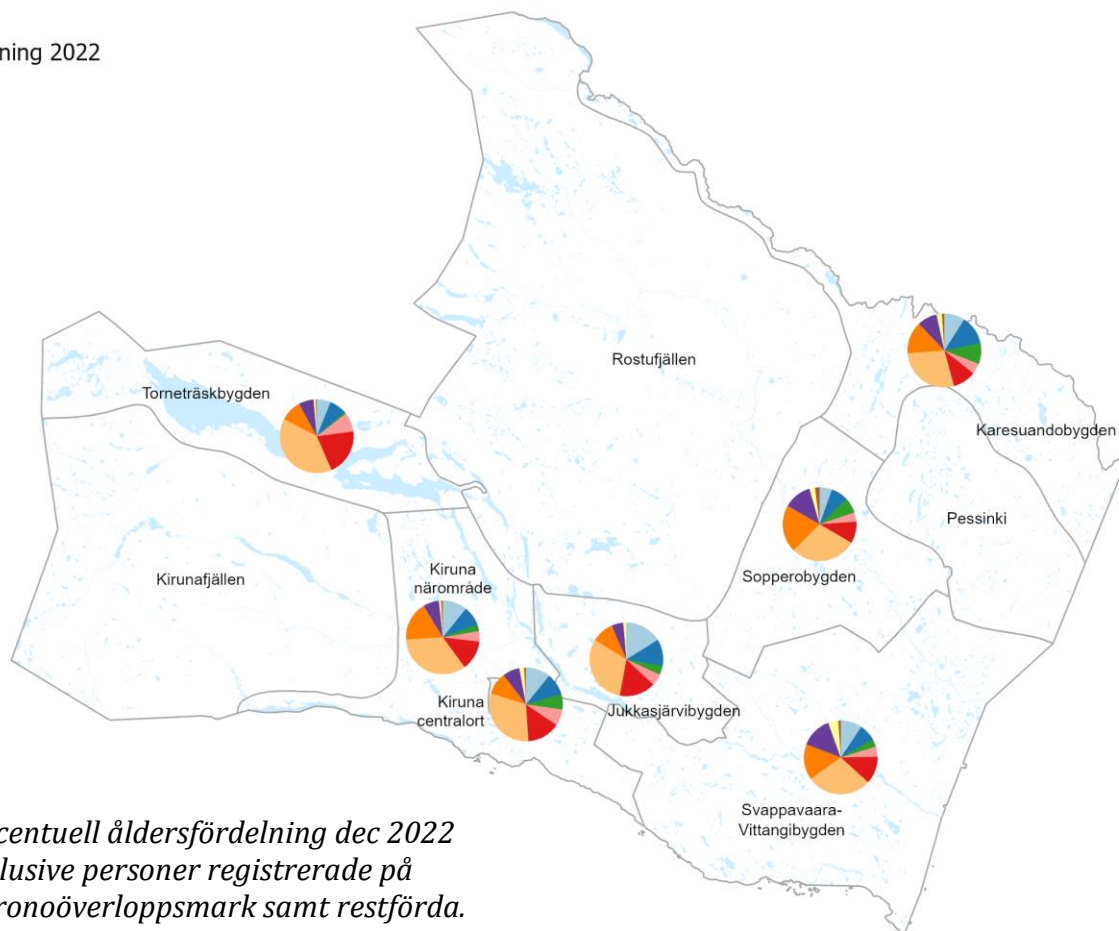 ning 2022
Rostufjällen
Torneträskbygden
Karesuandobygden
Pessinki
Kirunafjällen
Kiruna
närområde
Sopperobygden
Kiruna
centralort
Jukkasjärvibygden
Svappavaara-
Vittangibygden
centuell åldersfördelning dec 2022
lusive personer registrerade på
ronoöverloppsmark samt restförda.